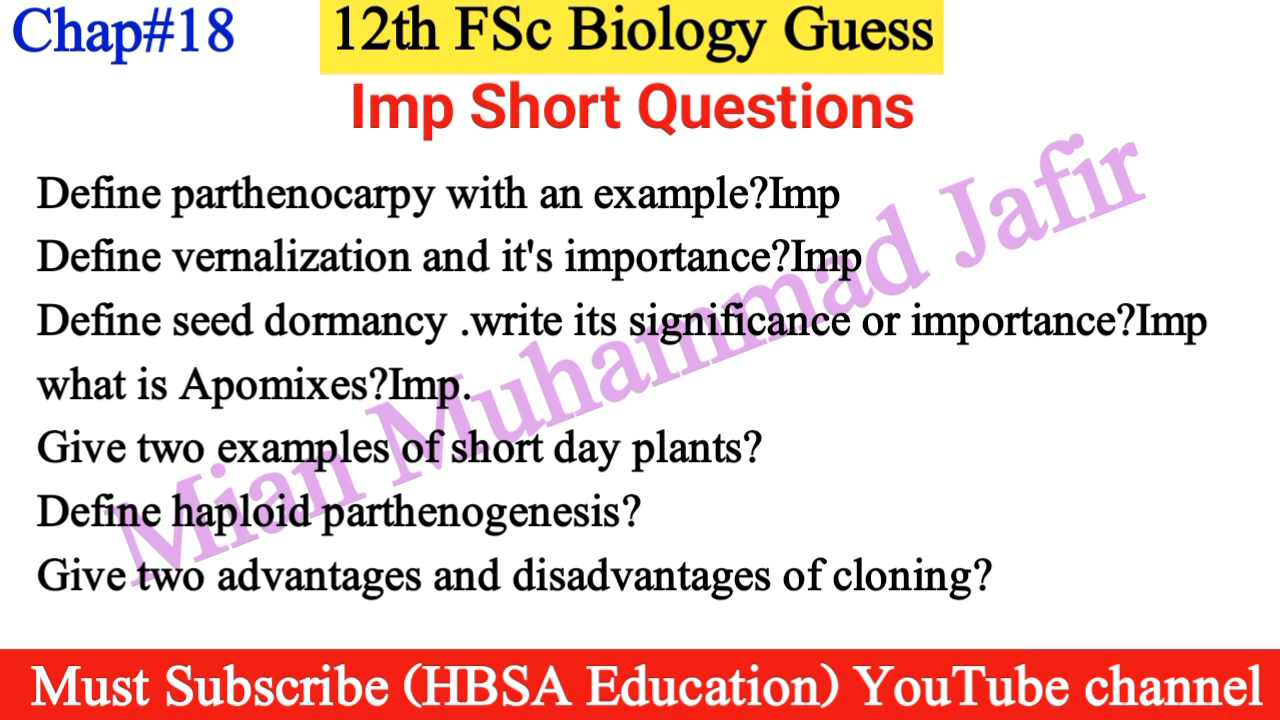 Chap#18
12th FSc Biology Guess
Imp Short Questions
Define parthenocarpy with an example?Imp
Define vernalization and it's importance?Imp
Define seed dormancy .write its significance or importance?Imp
what is Apomixes?Imp.
Give two examples of short day plants?
Define haploid parthenogenesis?
Give two advantages and disadvantages of cloning?
Mian Muhammad Jafir
Must Subscribe (HBSA Education) YouTube channel